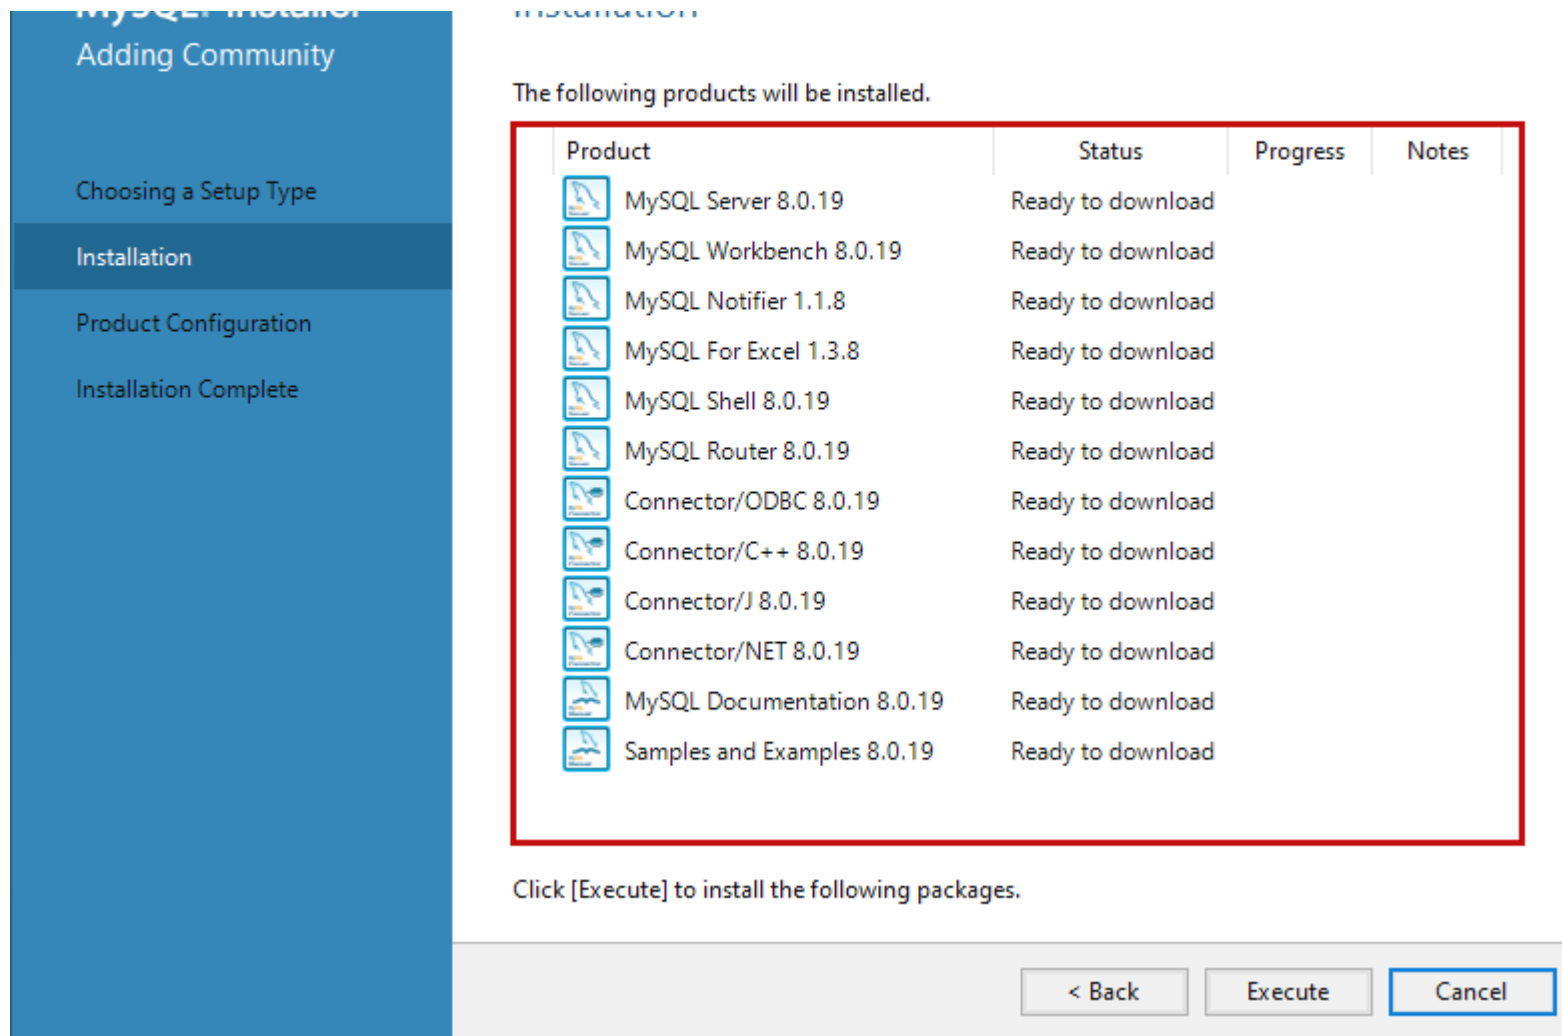 MySQL. Installer
Adding Community
Choosing a Setup Type
Installation
Product Configuration
Installation Complete
Installation
The following products will be installed.
Product Status Progress Notes
MySQL Server 8.0.19 Ready to download
MySQL Workbench 8.0.19 Ready to download
MySQL Notifier 1.1.8 Ready to download
MySQL For Excel 1.3.8 Ready to download
MySQL Shell 8.0.19 Ready to download
MySQL Router 8.0.19 Ready to download
Connector/ODBC 8.0.19 Ready to download
Connector/C++ 8.0.19 Ready to download
Connector/J 8.0.19 Ready to download
Connector/NET 8.0.19 Ready to download
MySQL Documentation 8.0.19 Ready to download
Samples and Examples 8.0.19 Ready to download
Click [Execute] to install the following packages.
< Back Execute Cancel